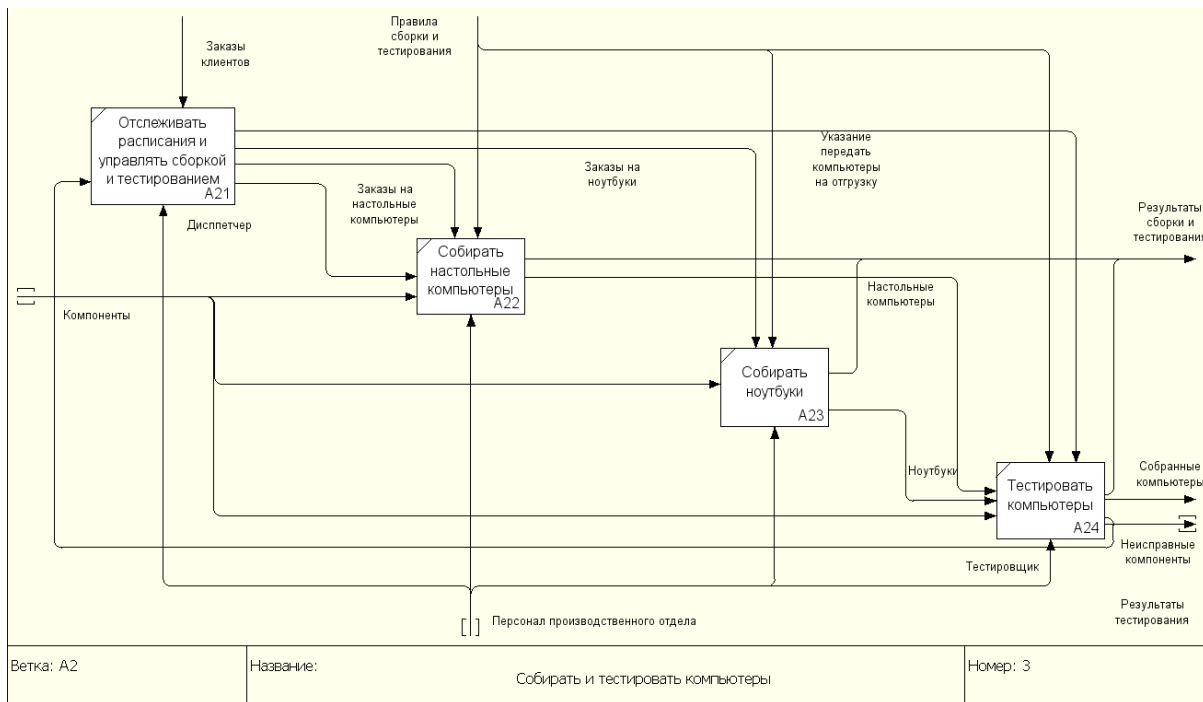 Правила
сборки и
тестирования
Заказы
клиентов
Отслеживать
расписания и
управлять сборкой
и тестированием
A21
Указание
передать
компьютеры
на отгрузку
Заказы на
ноутбуки
Заказы на
настольные
компьютеры
Дисппетчер
Результаты
сборки и
тестирования
Собирать
настольные
компьютеры
A22
Настольные
компьютеры
Компоненты
Собирать
ноутбуки
A23
Ноутбуки
Собранные
компьютеры
Тестировать
компьютеры
A24
Неисправные
компоненты
Тестировщик
Результаты
тестирования
Персонал производственного отдела
Ветка: A2
Название:
Собирать и тестировать компьютеры
Номер: 3